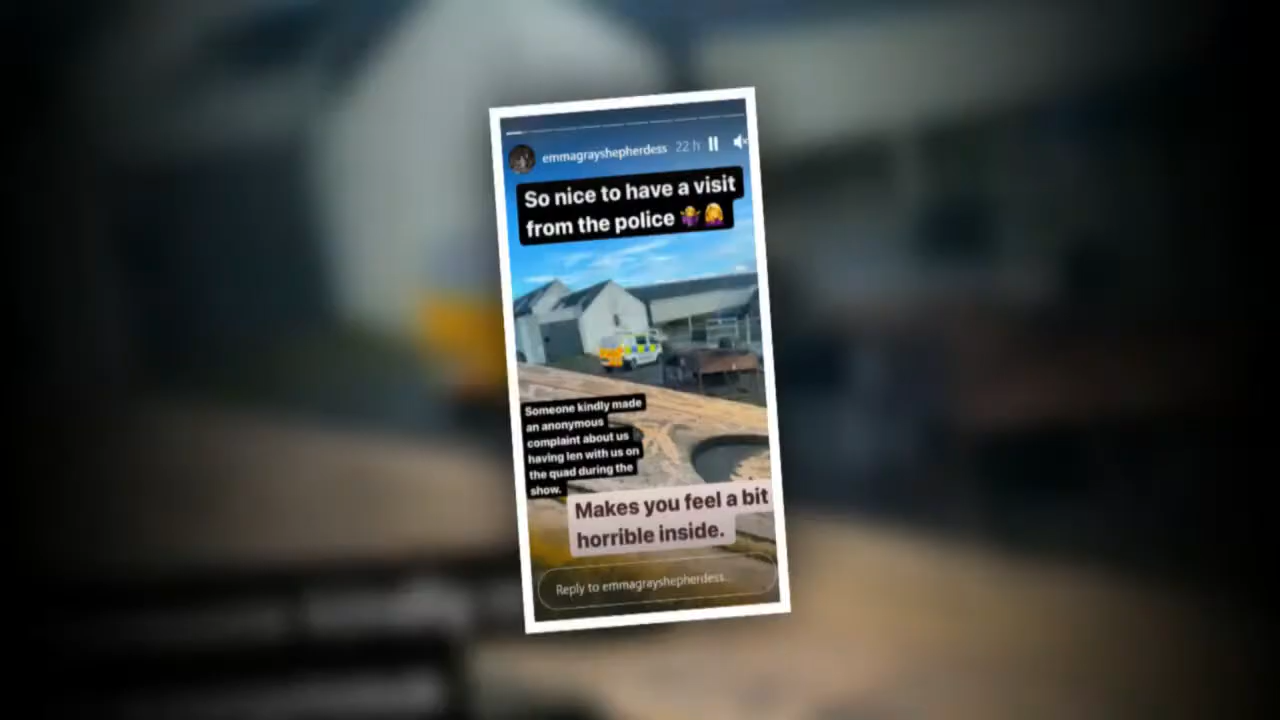 emmagrayshepherdess 22 h
So nice to have a visit
from the police 🤷‍♀️🤦‍♀️
Someone kindly made
an anonymous
complaint about us
having len with us on
the quad during the
show.
Makes you feel a bit
horrible inside.
Reply to emmagrayshepherdess...